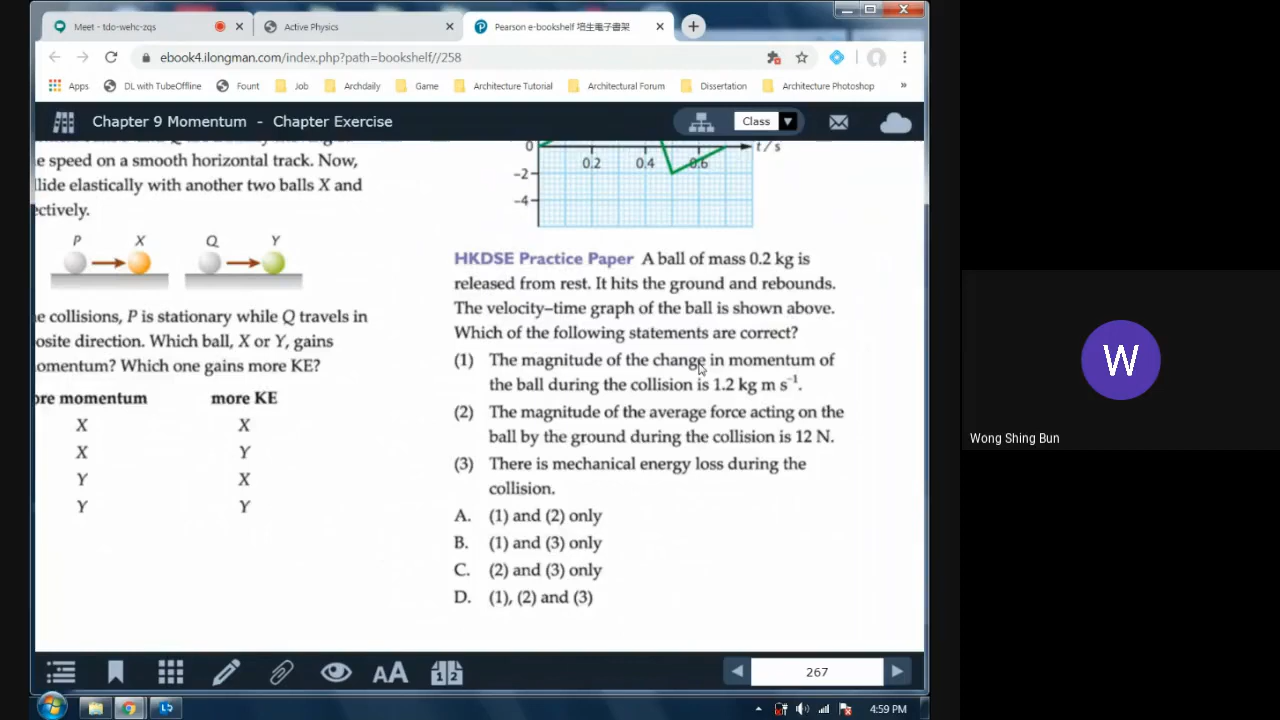 Meet - tdo-wehc-zqs
Active Physics
Pearson e-bookshelf 培生電子書架
ebook4.ilongman.com/index.php?path=bookshelf//258
Apps
DL with TubeOffline
Fount
Job
Archdaily
Game
Architecture Tutorial
Architectural Forum
Dissertation
Architecture Photoshop
»
Chapter 9 Momentum - Chapter Exercise
Class
e speed on a smooth horizontal track. Now,
llide elastically with another two balls X and
ectively.
P
X
Q
Y
e collisions, P is stationary while Q travels in
osite direction. Which ball, X or Y, gains
omentum? Which one gains more KE?
ore momentum more KE
X X
X Y
Y X
Y Y
0
0.2
0.4
0.6
t / s
−2
−4
HKDSE Practice Paper A ball of mass 0.2 kg is
released from rest. It hits the ground and rebounds.
The velocity–time graph of the ball is shown above.
Which of the following statements are correct?
(1) The magnitude of the change in momentum of
the ball during the collision is 1.2 kg m s⁻¹.
(2) The magnitude of the average force acting on the
ball by the ground during the collision is 12 N.
(3) There is mechanical energy loss during the
collision.
A. (1) and (2) only
B. (1) and (3) only
C. (2) and (3) only
D. (1), (2) and (3)
W
Wong Shing Bun
AA
1 2
267
4:59 PM